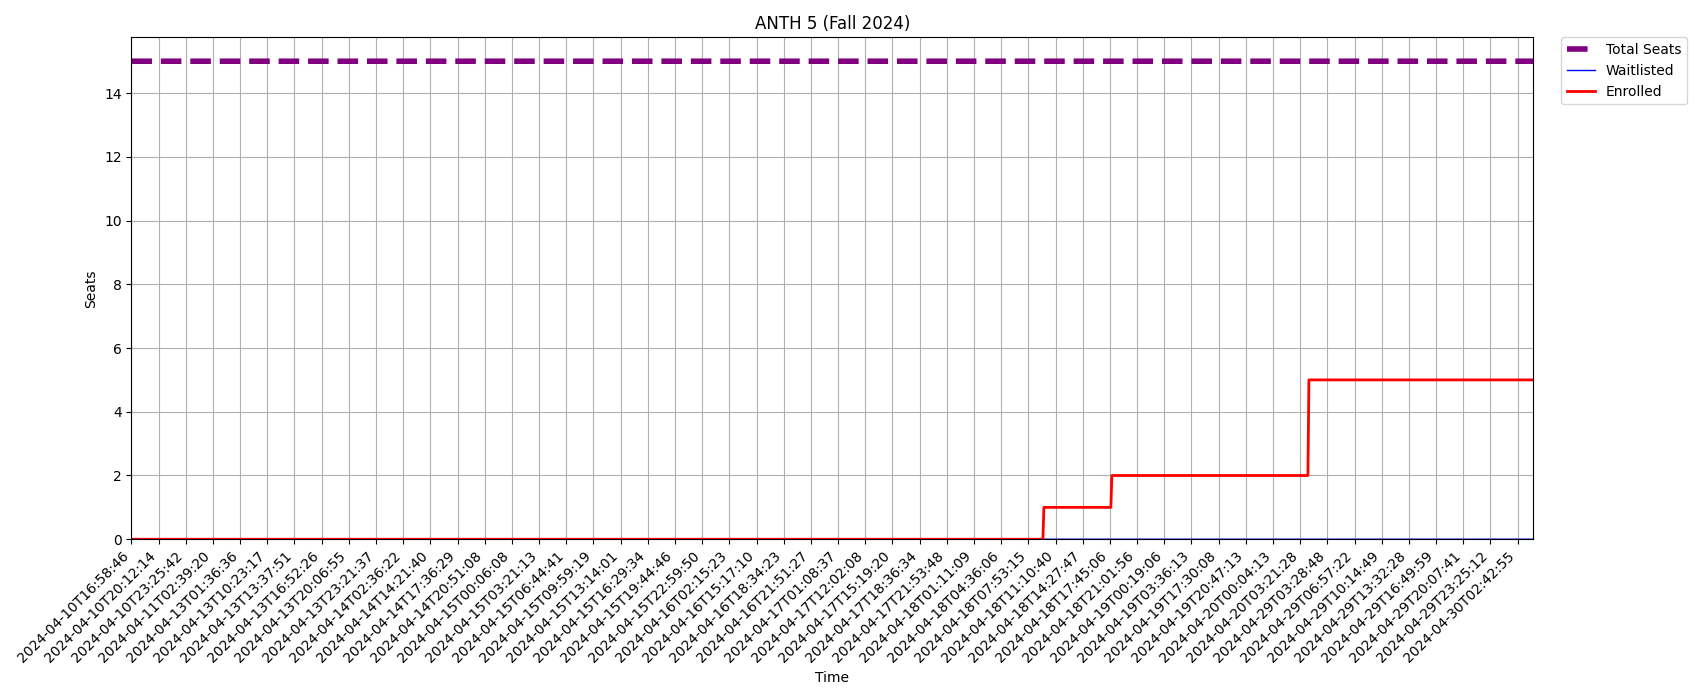 ANTH 5 (Fall 2024)
Total Seats
Waitlisted
Enrolled
Seats
14
12
10
8
6
4
2
0
2024-04-10T16:58:46
2024-04-10T20:12:14
2024-04-10T23:25:42
2024-04-11T02:39:20
2024-04-13T01:36:36
2024-04-13T10:23:17
2024-04-13T13:37:51
2024-04-13T16:52:26
2024-04-13T20:06:55
2024-04-13T23:21:37
2024-04-14T02:36:22
2024-04-14T14:21:40
2024-04-14T17:36:29
2024-04-14T20:51:08
2024-04-15T00:06:08
2024-04-15T03:21:13
2024-04-15T06:44:41
2024-04-15T09:59:19
2024-04-15T13:14:01
2024-04-15T16:29:34
2024-04-15T19:44:46
2024-04-15T22:59:50
2024-04-16T02:15:23
2024-04-16T15:17:10
2024-04-16T18:34:23
2024-04-16T21:51:27
2024-04-17T01:08:37
2024-04-17T12:02:08
2024-04-17T15:19:20
2024-04-17T18:36:34
2024-04-17T21:53:48
2024-04-18T01:11:09
2024-04-18T04:36:06
2024-04-18T07:53:15
2024-04-18T11:10:40
2024-04-18T14:27:47
2024-04-18T17:45:06
2024-04-18T21:01:56
2024-04-19T00:19:06
2024-04-19T03:36:13
2024-04-19T17:30:08
2024-04-19T20:47:13
2024-04-20T00:04:13
2024-04-20T03:21:28
2024-04-29T03:28:48
2024-04-29T06:57:22
2024-04-29T10:14:49
2024-04-29T13:32:28
2024-04-29T16:49:59
2024-04-29T20:07:41
2024-04-29T23:25:12
2024-04-30T02:42:55
Time